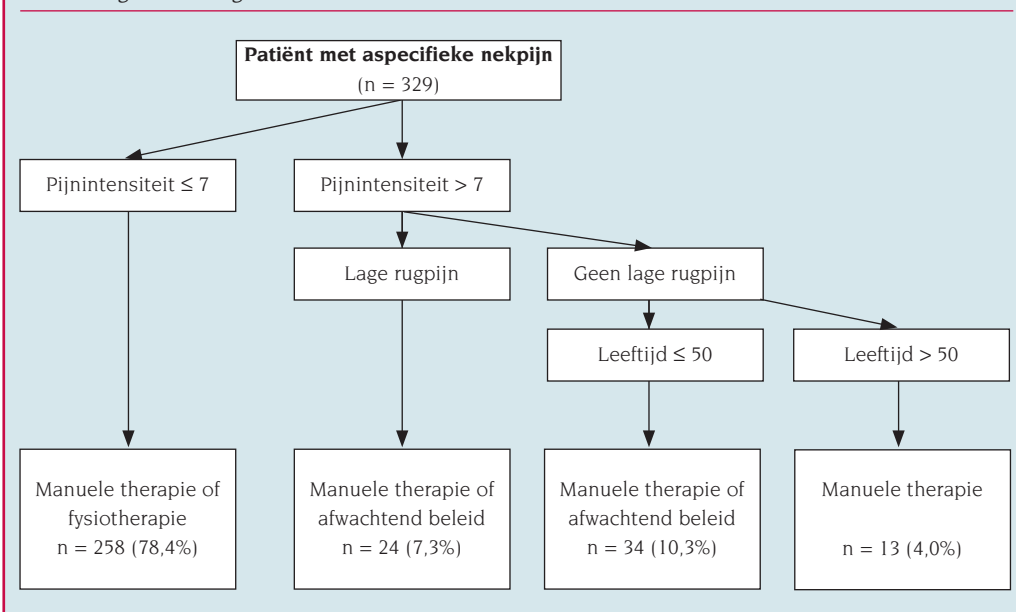 Patiënt met aspecifieke nekpijn
(n = 329)
Pijnintensiteit ≤ 7
Pijnintensiteit > 7
Lage rugpijn
Geen lage rugpijn
Leeftijd ≤ 50
Leeftijd > 50
Manuele therapie of
fysiotherapie
n = 258 (78,4%)
Manuele therapie of
afwachtend beleid
n = 24 (7,3%)
Manuele therapie of
afwachtend beleid
n = 34 (10,3%)
Manuele therapie
n = 13 (4,0%)